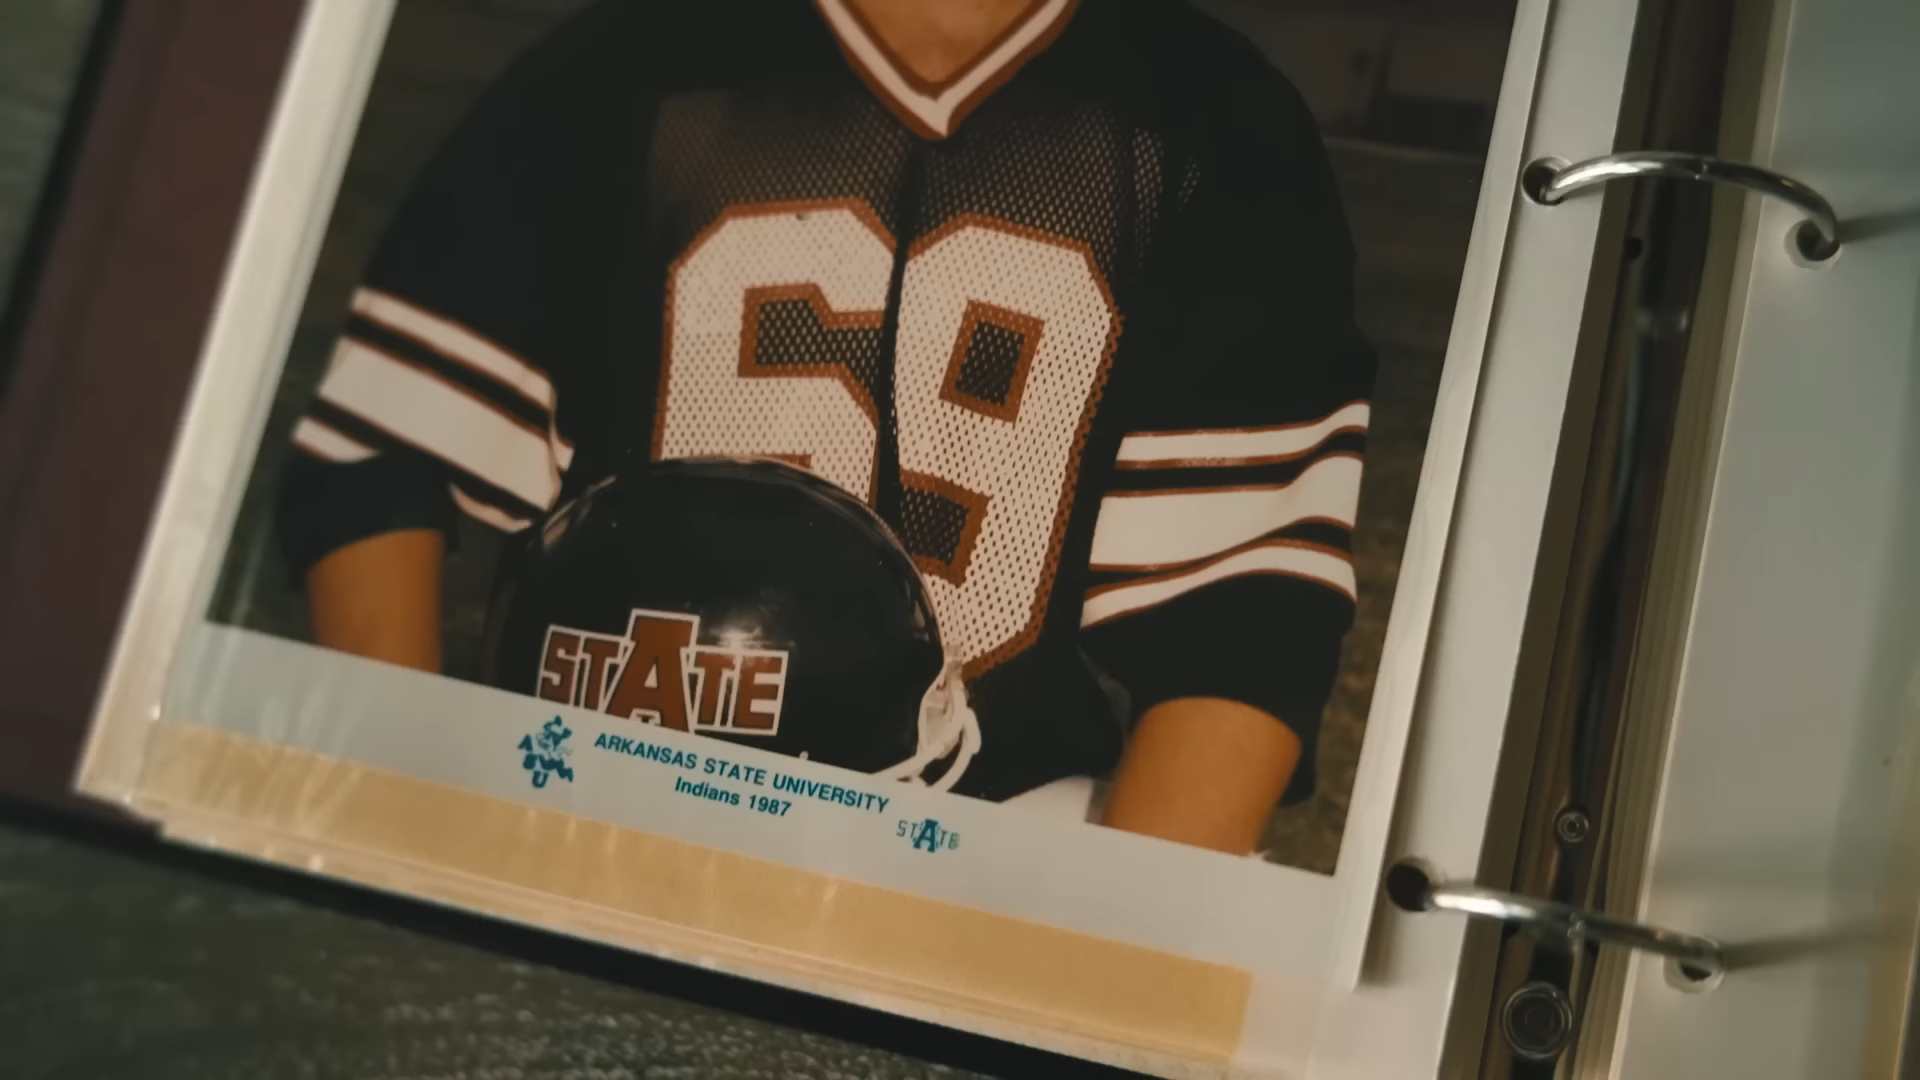 69
STATE
ARKANSAS STATE UNIVERSITY
Indians 1987
STATE